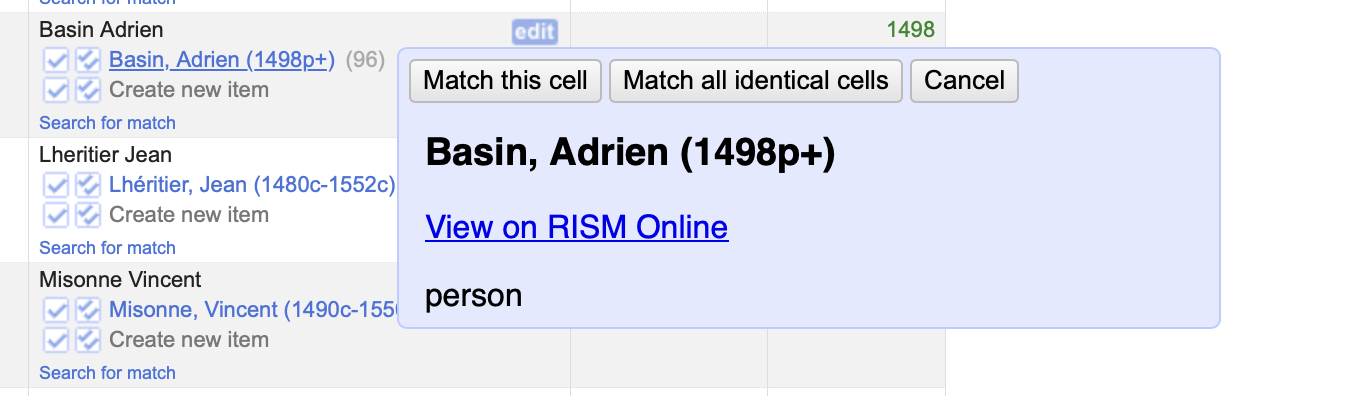 Search for match
Basin Adrien
edit
1498
Basin, Adrien (1498p+) (96)
Create new item
Search for match
Match this cell
Match all identical cells
Cancel
Basin, Adrien (1498p+)
View on RISM Online
person
Lheritier Jean
Lhéritier, Jean (1480c-1552c)
Create new item
Search for match
Misonne Vincent
Misonne, Vincent (1490c-155
Create new item
Search for match